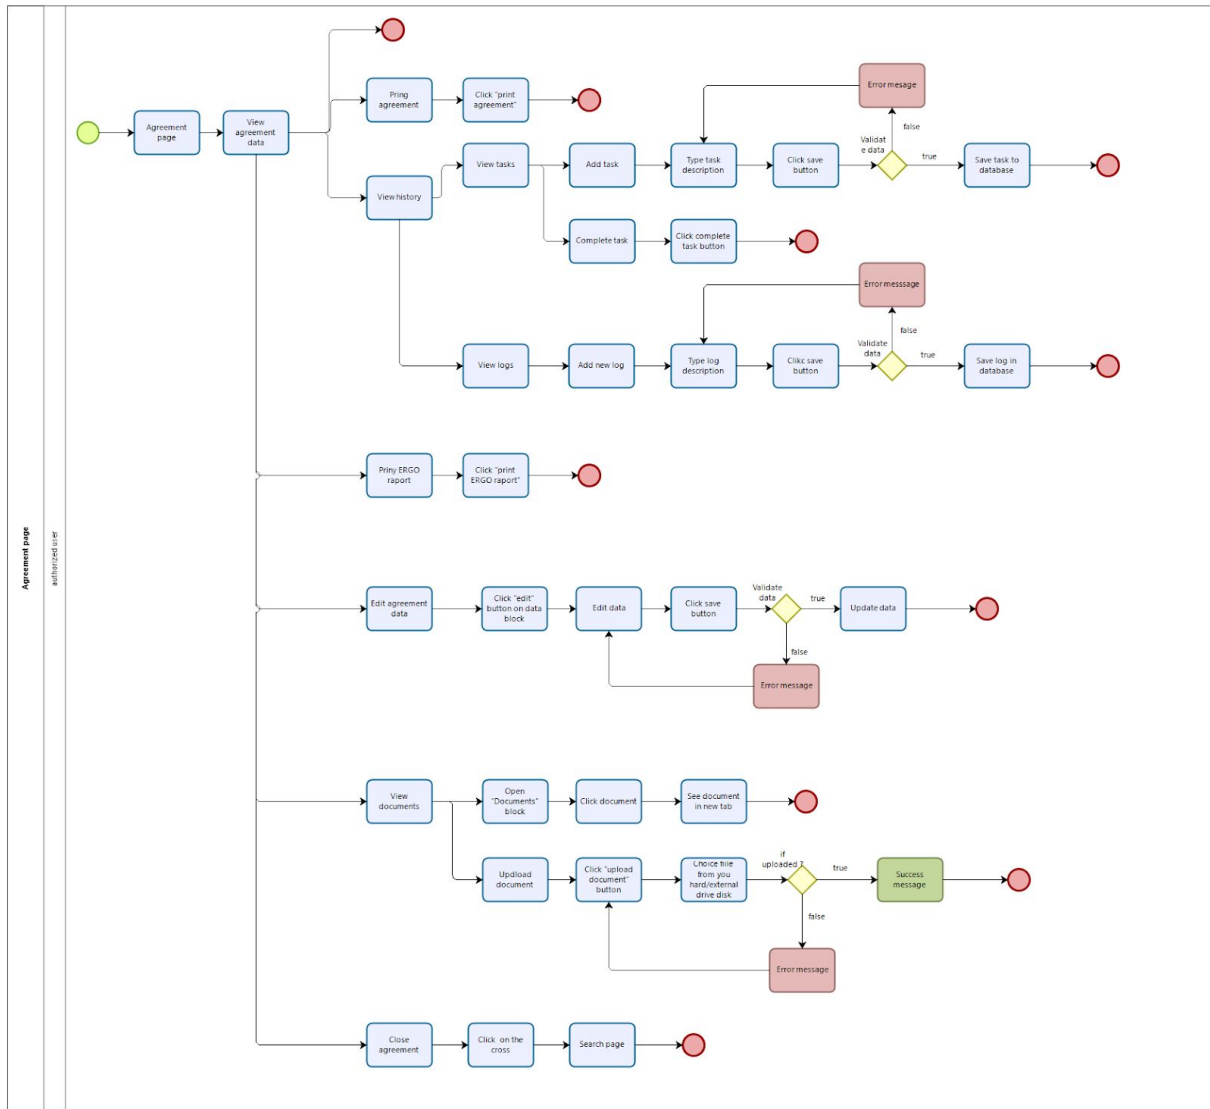 Agreement page
authorized user
Agreement
page
View
agreement
data
Pring
agreement
Click "print
agreement"
View history
View tasks
Add task
Type task
description
Click save
button
Validat
e data
false
Error mesage
true
Save task to
database
Complete task
Click complete
task button
View logs
Add new log
Type log
description
Clikc save
button
Validate
data
false
Error messsage
true
Save log in
database
Priny ERGO
raport
Click "print
ERGO raport"
Edit agreement
data
Click "edit"
button on data
block
Edit data
Click save
button
Validate
data
true
Update data
false
Error message
View
documents
Open
"Documents"
block
Click document
See document
in new tab
Updload
document
Click "upload
document"
button
Choice fiile
from you
hard/external
drive disk
if
uploaded ?
true
Success
message
false
Error message
Close
agreement
Click on the
cross
Search page